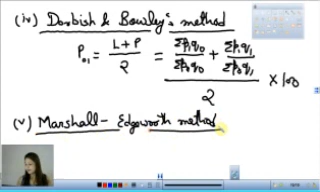 (iv) Dorbish & Bowley's method
P₀₁ = L+P / 2 = (Σp₁q₀ / Σp₀q₀ + Σp₁q₁ / Σp₀q₁) / 2 × 100
(v) Marshall - Edgeworth method